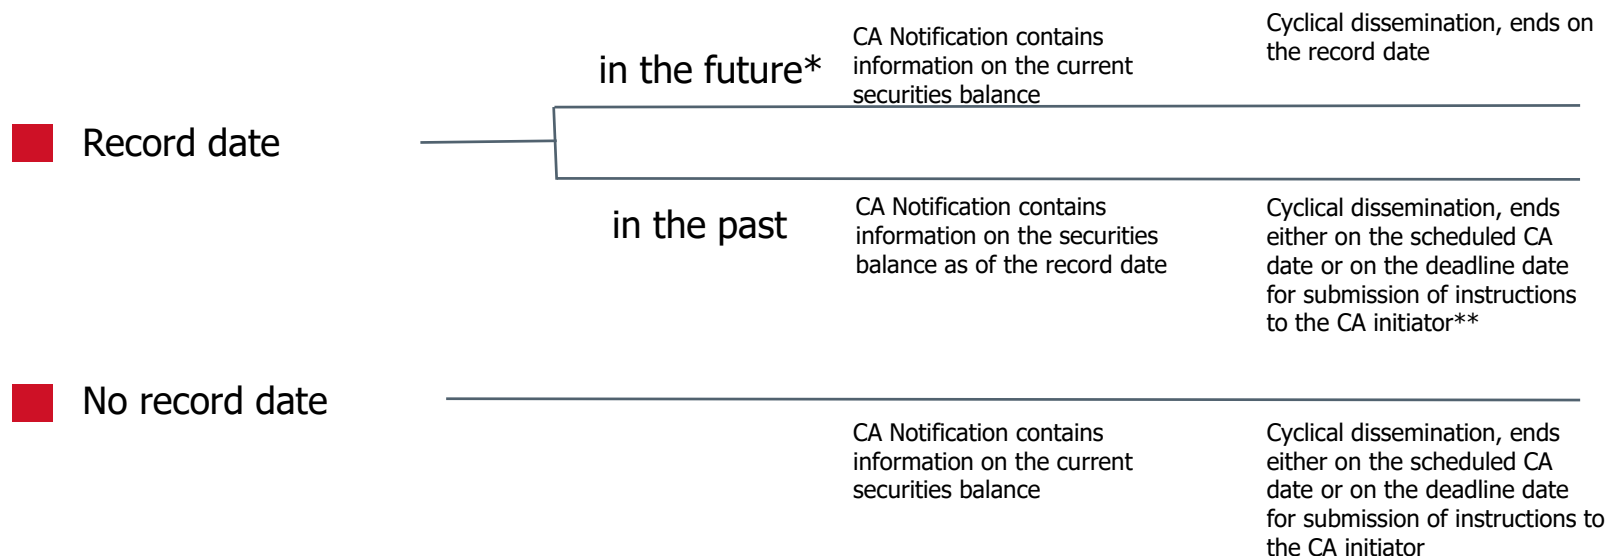 in the future*
CA Notification contains
information on the current
securities balance
Cyclical dissemination, ends on
the record date
Record date
in the past
CA Notification contains
information on the securities
balance as of the record date
Cyclical dissemination, ends
either on the scheduled CA
date or on the deadline date
for submission of instructions
to the CA initiator**
No record date
CA Notification contains
information on the current
securities balance
Cyclical dissemination, ends
either on the scheduled CA
date or on the deadline date
for submission of instructions to
the CA initiator